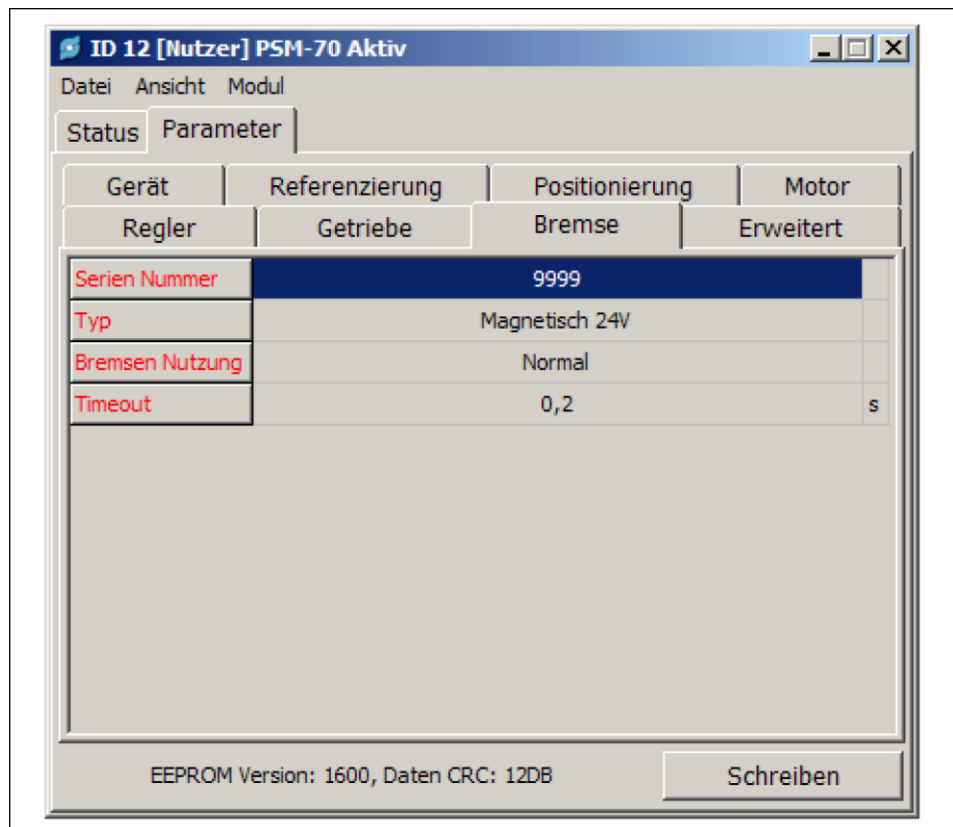 ID 12 [Nutzer] PSM-70 Aktiv
Datei Ansicht Modul
Status Parameter
Gerät Referenzierung Positionierung Motor
Regler Getriebe Bremse Erweitert
Serien Nummer 9999
Typ Magnetisch 24V
Bremsen Nutzung Normal
Timeout 0,2 s
EEPROM Version: 1600, Daten CRC: 12DB Schreiben